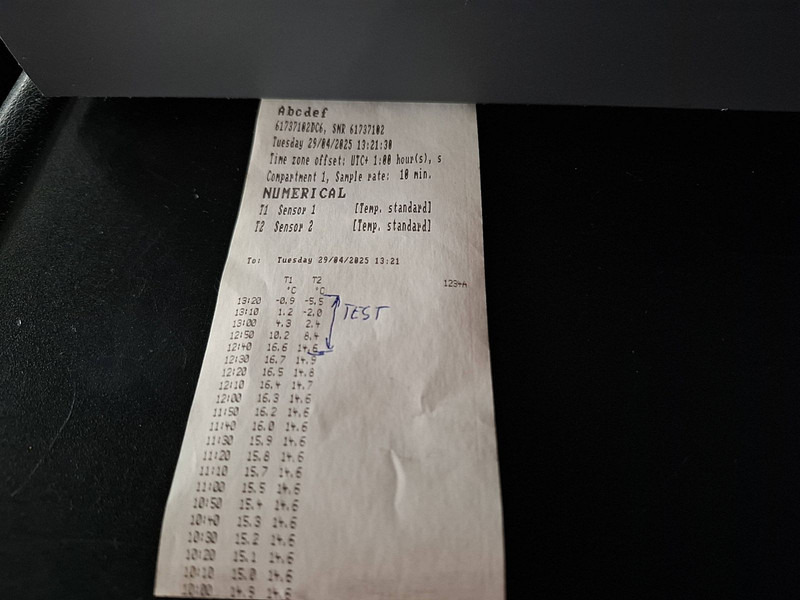 Abcdef
61737102DC6, SNR 61737102
Tuesday 29/04/2025 13:21:30
Time zone offset: UTC+ 1:00 hour(s), s
Compartment 1, Sample rate: 10 min.
NUMERICAL
T1 Sensor 1 [Temp. standard]
T2 Sensor 2 [Temp. standard]
To: Tuesday 29/04/2025 13:21
T1 T2
°C °C 1234A
13:20 -0.9 -5.5
13:10 1.2 -2.0 TEST
13:00 4.3 2.4
12:50 10.2 8.4
12:40 16.6 14.6
12:30 16.7 14.9
12:20 16.5 14.8
12:10 16.4 14.7
12:00 16.3 14.6
11:50 16.2 14.6
11:40 16.0 14.6
11:30 15.9 14.6
11:20 15.8 14.6
11:10 15.7 14.6
11:00 15.5 14.6
10:50 15.4 14.6
10:40 15.3 14.6
10:30 15.2 14.6
10:20 15.1 14.6
10:10 15.0 14.6
10:00 14.9 14.6